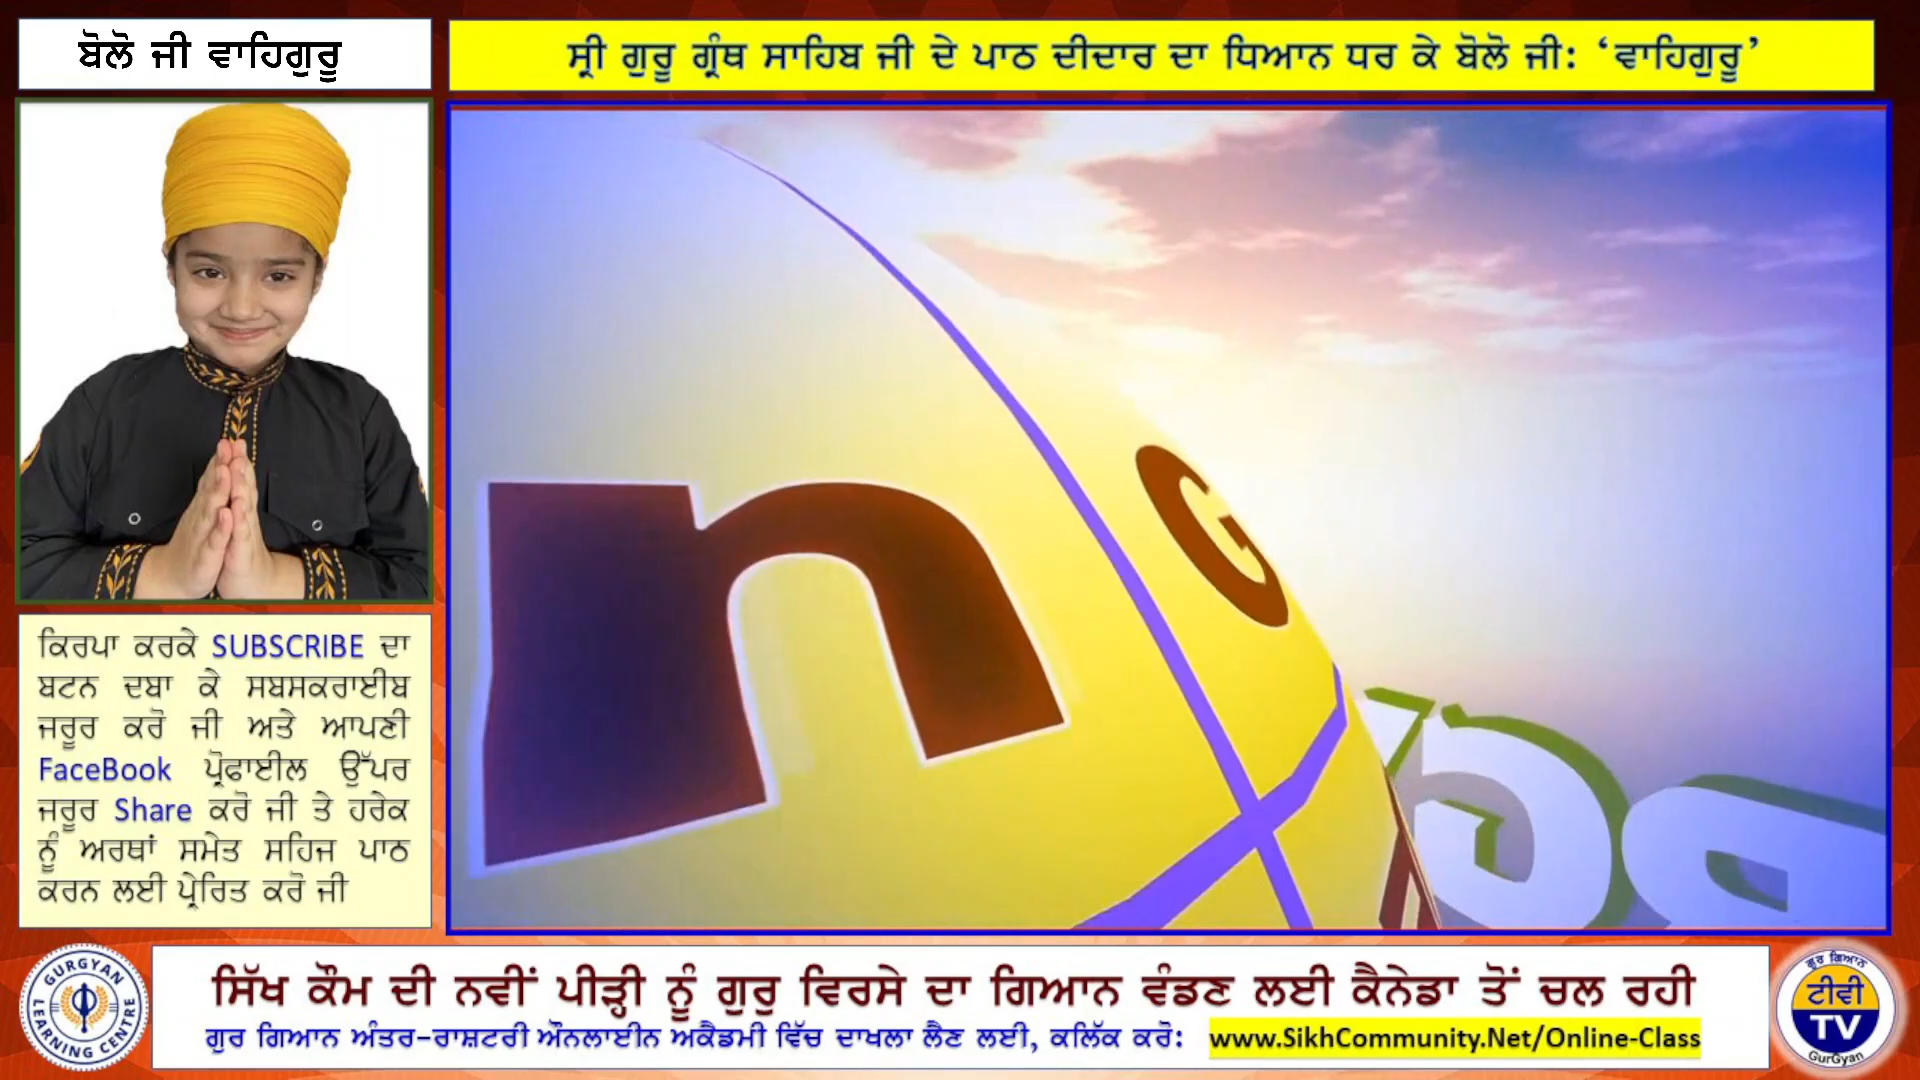 ਬੋਲੋ ਜੀ ਵਾਹਿਗੁਰੂ
ਸ੍ਰੀ ਗੁਰੂ ਗ੍ਰੰਥ ਸਾਹਿਬ ਜੀ ਦੇ ਪਾਠ ਦੀਦਾਰ ਦਾ ਧਿਆਨ ਧਰ ਕੇ ਬੋਲੋ ਜੀ: ‘ਵਾਹਿਗੁਰੂ’
n
G
ਕਿਰਪਾ ਕਰਕੇ SUBSCRIBE ਦਾ
ਬਟਨ ਦਬਾ ਕੇ ਸਬਸਕਰਾਈਬ
ਜਰੂਰ ਕਰੋ ਜੀ ਅਤੇ ਆਪਣੀ
FaceBook ਪ੍ਰੋਫਾਈਲ ਉੱਪਰ
ਜਰੂਰ Share ਕਰੋ ਜੀ ਤੇ ਹਰੇਕ
ਨੂੰ ਅਰਥਾਂ ਸਮੇਤ ਸਹਿਜ ਪਾਠ
ਕਰਨ ਲਈ ਪ੍ਰੇਰਿਤ ਕਰੋ ਜੀ
GURGYAN
LEARNING CENTRE
ਸਿੱਖ ਕੌਮ ਦੀ ਨਵੀਂ ਪੀੜ੍ਹੀ ਨੂੰ ਗੁਰੁ ਵਿਰਸੇ ਦਾ ਗਿਆਨ ਵੰਡਣ ਲਈ ਕੈਨੇਡਾ ਤੋਂ ਚਲ ਰਹੀ
ਗੁਰ ਗਿਆਨ ਅੰਤਰ-ਰਾਸ਼ਟਰੀ ਔਨਲਾਈਨ ਅਕੈਡਮੀ ਵਿੱਚ ਦਾਖਲਾ ਲੈਣ ਲਈ, ਕਲਿੱਕ ਕਰੋ: www.SikhCommunity.Net/Online-Class
ਗੁਰ ਗਿਆਨ
ਟੀਵੀ
TV
GurGyan